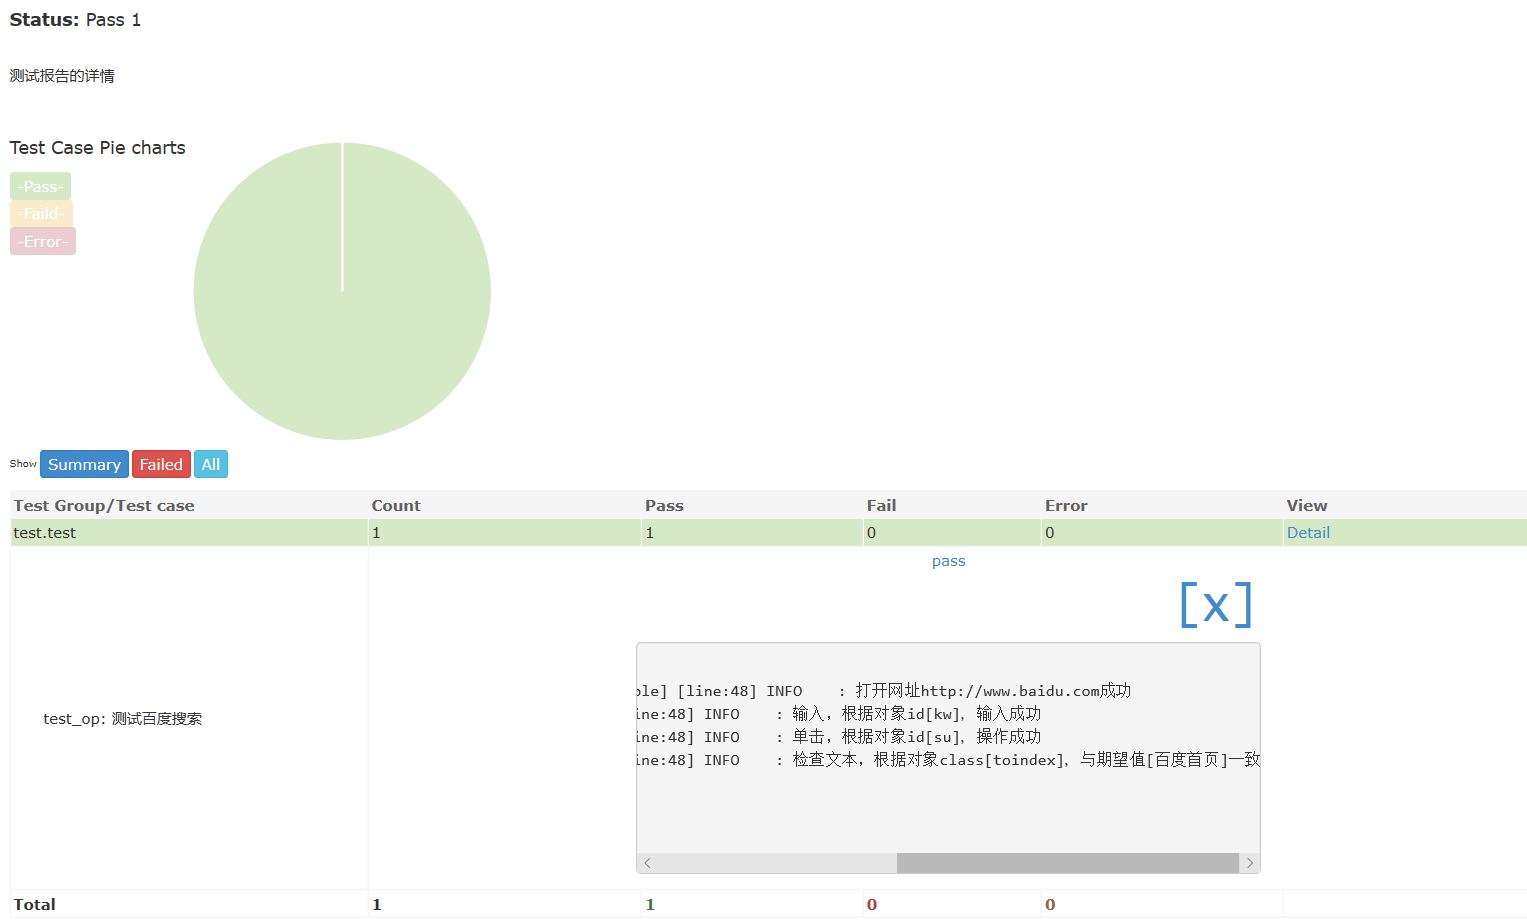 Status: Pass 1
测试报告的详情
Test Case Pie charts
-Pass-
-Faild-
-Error-
Show Summary Failed All
Test Group/Test case Count Pass Fail Error View
test.test 1 1 0 0 Detail
pass
[x]
ole] [line:48] INFO : 打开网址http://www.baidu.com成功
ine:48] INFO : 输入，根据对象id[kw]，输入成功
test_op: 测试百度搜索
ine:48] INFO : 单击，根据对象id[su]，操作成功
ine:48] INFO : 检查文本，根据对象class[toindex]，与期望值[百度首页]一致
Total 1 1 0 0